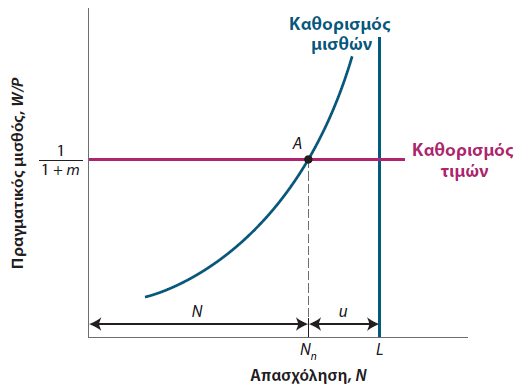 Καθορισμός
μισθών
Πραγματικός μισθός, W/P
A
Καθορισμός
τιμών
1
1 + m
N
u
Nn
L
Απασχόληση, N